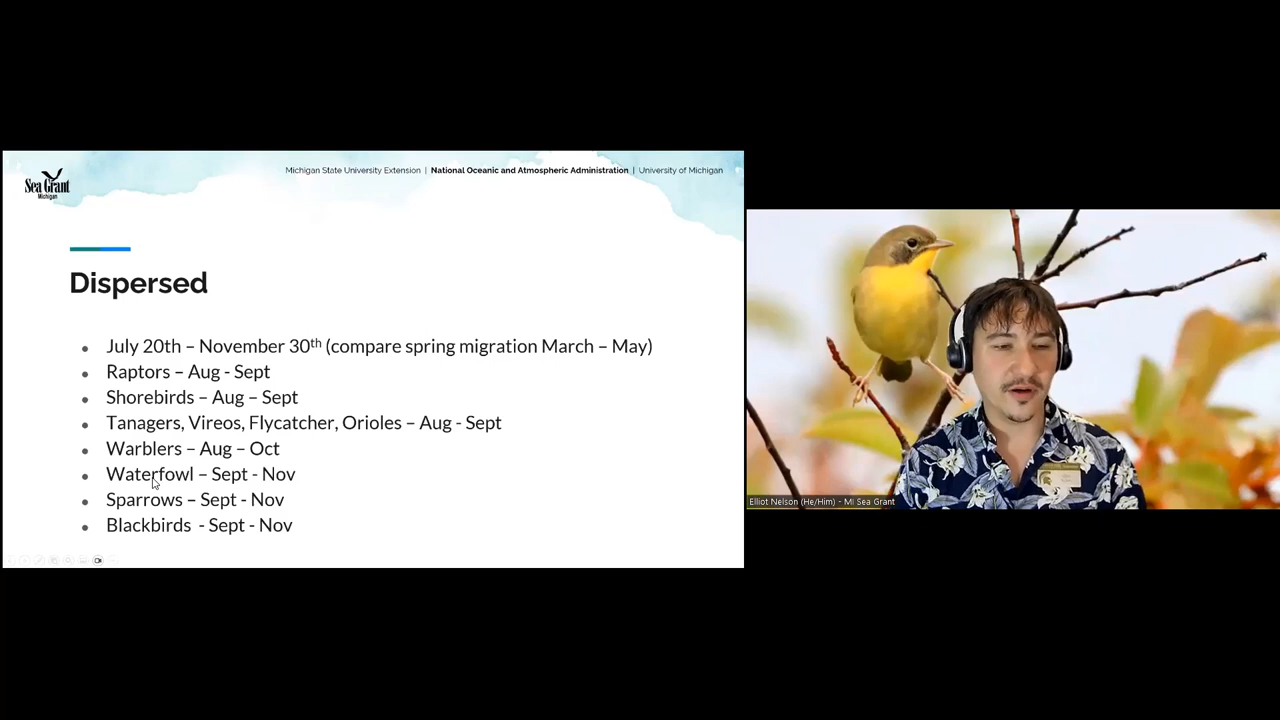 Sea Grant
Michigan
Michigan State University Extension | National Oceanic and Atmospheric Administration | University of Michigan
Dispersed
July 20th – November 30th (compare spring migration March – May)
Raptors – Aug - Sept
Shorebirds – Aug – Sept
Tanagers, Vireos, Flycatcher, Orioles – Aug - Sept
Warblers – Aug – Oct
Waterfowl – Sept - Nov
Sparrows – Sept - Nov
Blackbirds - Sept - Nov
Elliot Nelson (He/Him) - MI Sea Grant